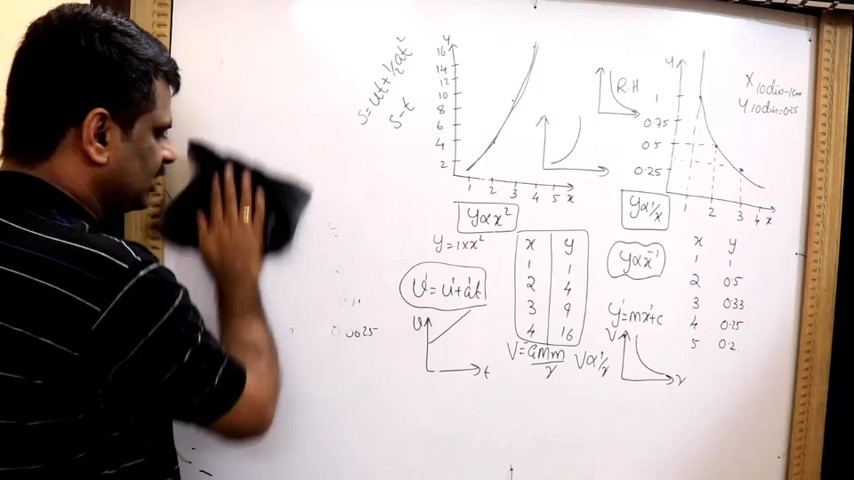 S=ut+½at²
S-t
y
16
14
12
10
8
6
4
2
1 2 3 4 5 x
R.H
y
1
0.75
0.5
0.25
1 2 3 4 x
X 10div=1cm
Y 10div=0.25
y∝x²
y=1×x²
V=u+at
v
t
x y
1 1
2 4
3 9
4 16
y∝1/x
y∝x⁻¹
y=mx+c
x y
1 1
2 0.5
3 033
4 0.25
5 0.2
V=GMm/r
V∝1/r
V
r
0.0625